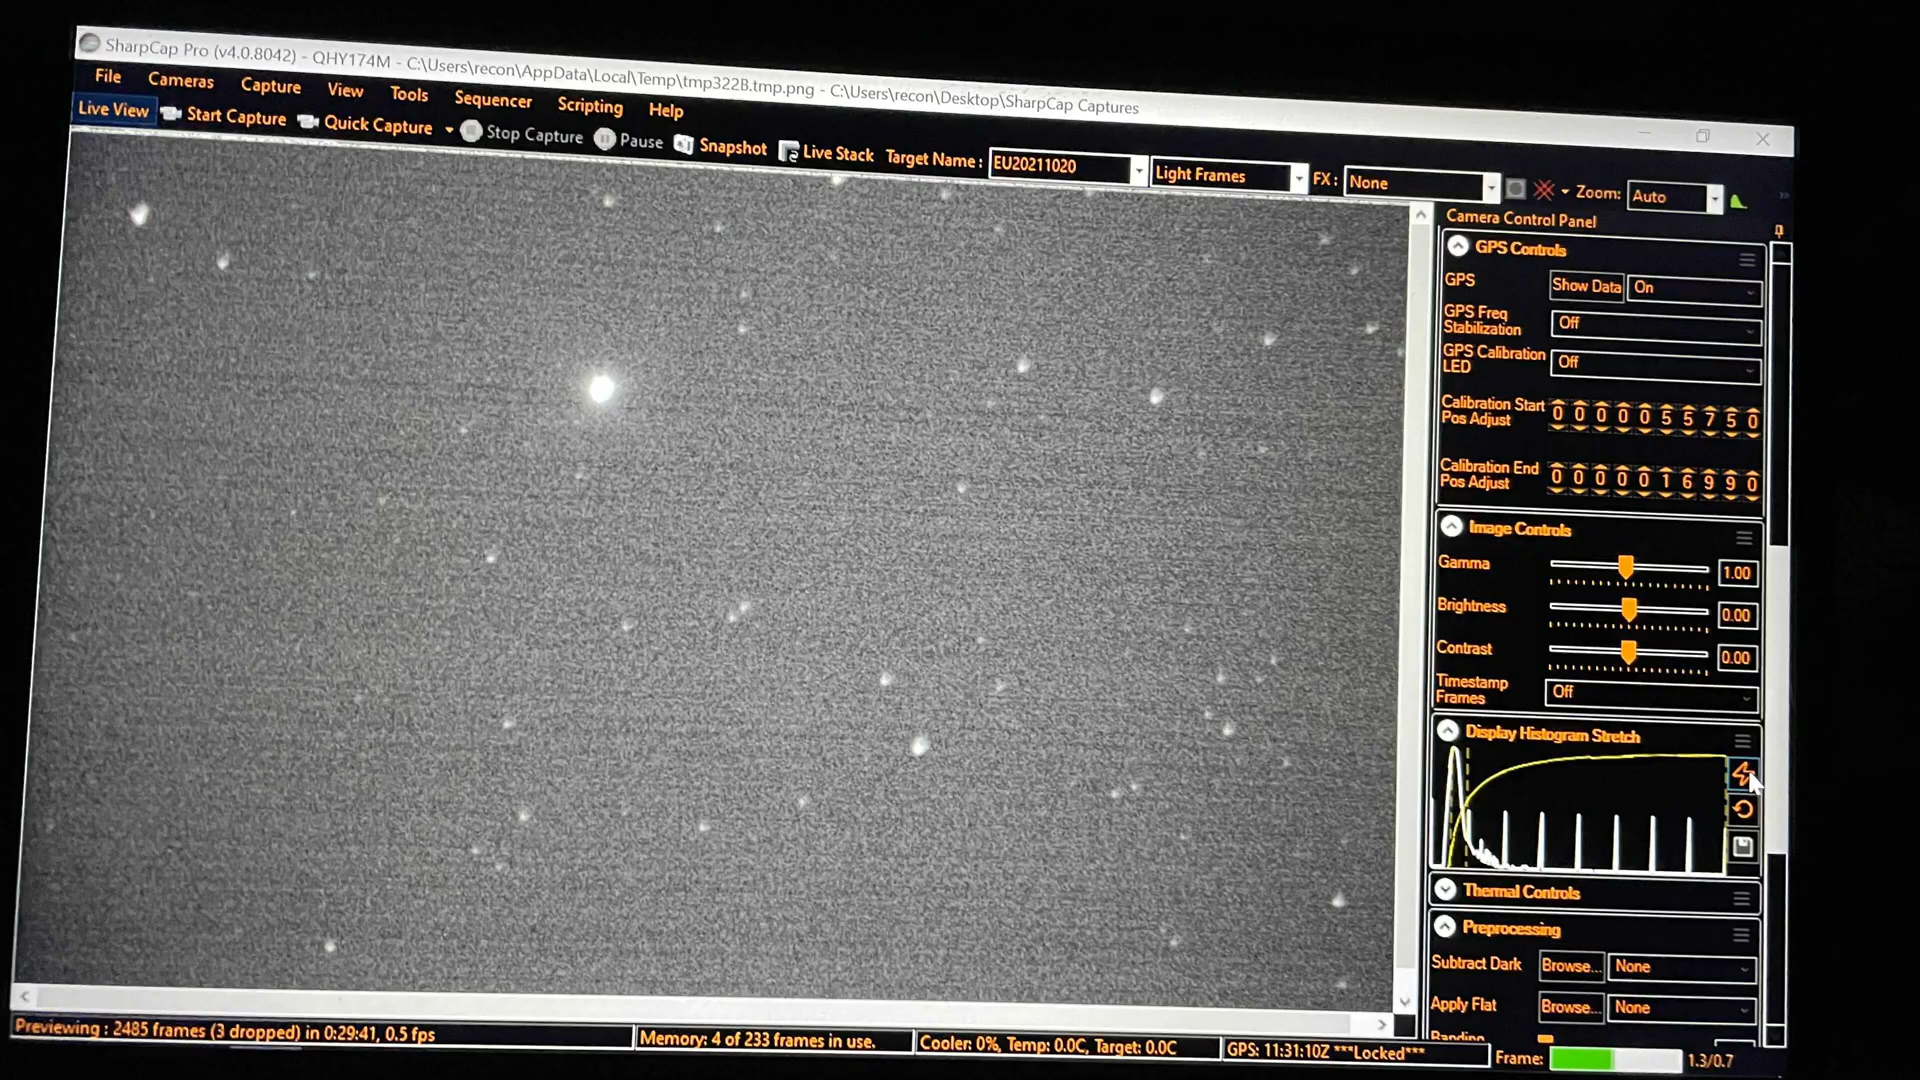 SharpCap Pro (v4.0.8042) - QHY174M - C:\Users\recon\AppData\Local\Temp\tmp322B.tmp.png - C:\Users\recon\Desktop\SharpCap Captures
File Cameras Capture View Tools Sequencer Scripting Help
Live View Start Capture Quick Capture Stop Capture Pause Snapshot Live Stack Target Name : EU20211020 Light Frames FX : None Zoom: Auto
Camera Control Panel
GPS Controls
GPS Show Data On
GPS Freq
Stabilization Off
GPS Calibration
LED Off
Calibration Start
Pos Adjust 0 0 0 0 0 5 5 7 5 0
Calibration End
Pos Adjust 0 0 0 0 0 1 6 9 9 0
Image Controls
Gamma 1.00
Brightness 0.00
Contrast 0.00
Timestamp
Frames Off
Display Histogram Stretch
Thermal Controls
Preprocessing
Subtract Dark Browse... None
Apply Flat Browse... None
Banding
Previewing : 2485 frames (3 dropped) in 0:29:41, 0.5 fps Memory: 4 of 233 frames in use. Cooler: 0%, Temp: 0.0C, Target: 0.0C GPS: 11:31:10Z ***Locked*** Frame: 1.3/0.7